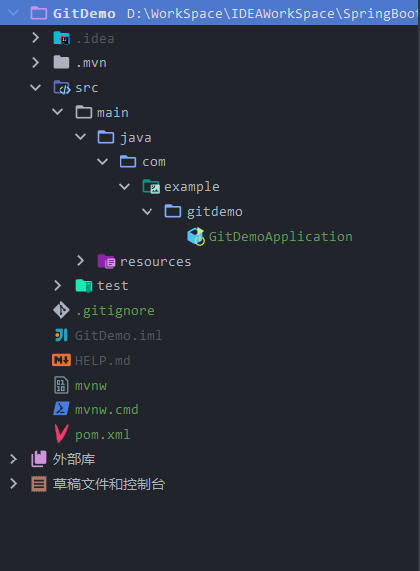 GitDemo D:\WorkSpace\IDEAWorkSpace\SpringBoot
.idea
.mvn
src
main
java
com
example
gitdemo
GitDemoApplication
resources
test
.gitignore
GitDemo.iml
HELP.md
mvnw
mvnw.cmd
pom.xml
外部库
草稿文件和控制台